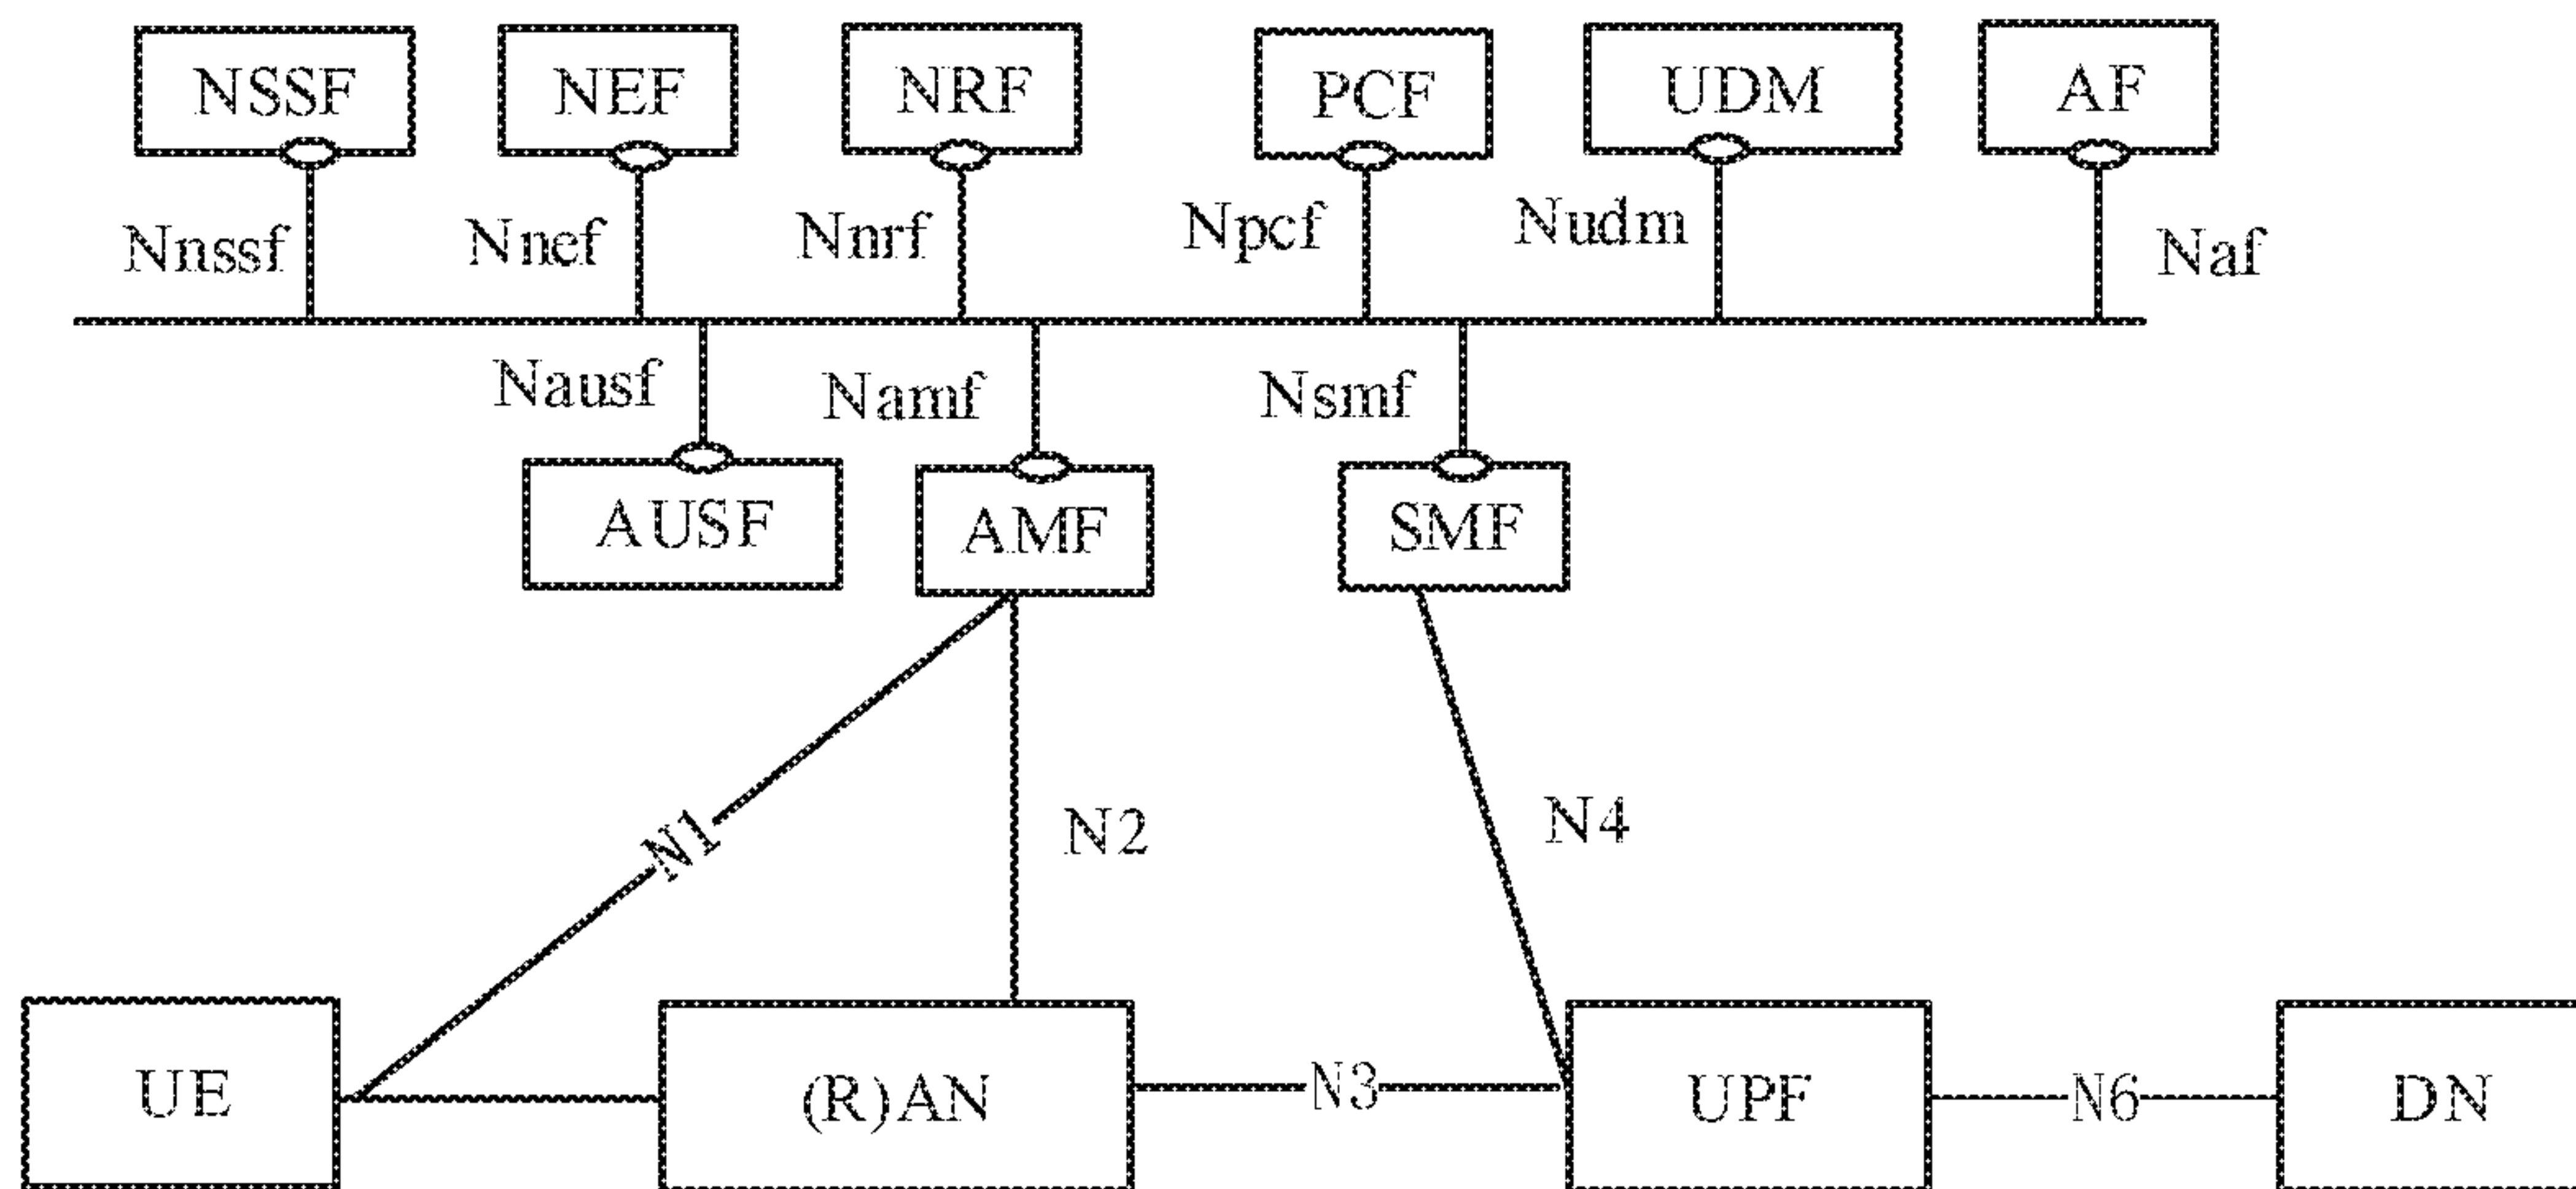 NSSF NEF NRF PCF UDM AF
Nnssf Nnef Nnrf Npcf Nudm Naf
Nausf Namf Nsmf
AUSF AMF SMF
N1 N2 N4
UE (R)AN N3 UPF N6 DN